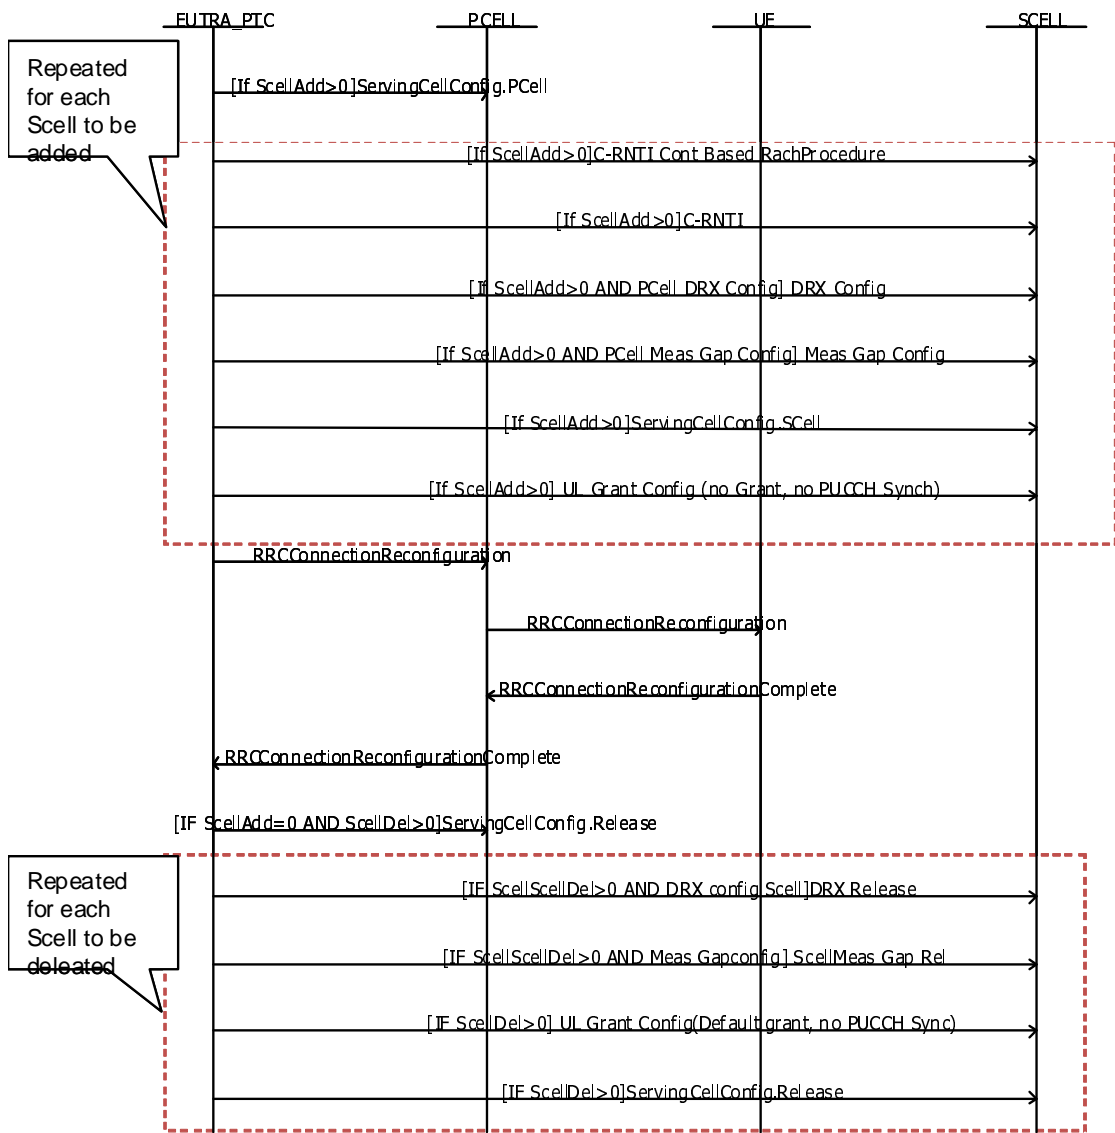 EUTRA_PTC PCELL UE SCELL
Repeated
for each
Scell to be
added
[If ScellAdd>0]ServingCellConfig.PCell
[If ScellAdd>0]C-RNTI Cont Based RachProcedure
[If ScellAdd>0]C-RNTI
[If ScellAdd>0 AND PCell DRX Config] DRX Config
[If ScellAdd>0 AND PCell Meas Gap Config] Meas Gap Config
[If ScellAdd>0]ServingCellConfig.SCell
[If ScellAdd>0] UL Grant Config (no Grant, no PUCCH Synch)
RRCConnectionReconfiguration
RRCConnectionReconfiguration
RRCConnectionReconfigurationComplete
RRCConnectionReconfigurationComplete
[IF ScellAdd=0 AND ScellDel>0]ServingCellConfig.Release
Repeated
for each
Scell to be
deleated
[IF ScellScellDel>0 AND DRX config Scell]DRX Release
[IF ScellScellDel>0 AND Meas Gapconfig] ScellMeas Gap Rel
[IF ScellDel>0] UL Grant Config(Default grant, no PUCCH Sync)
[IF ScellDel>0]ServingCellConfig.Release